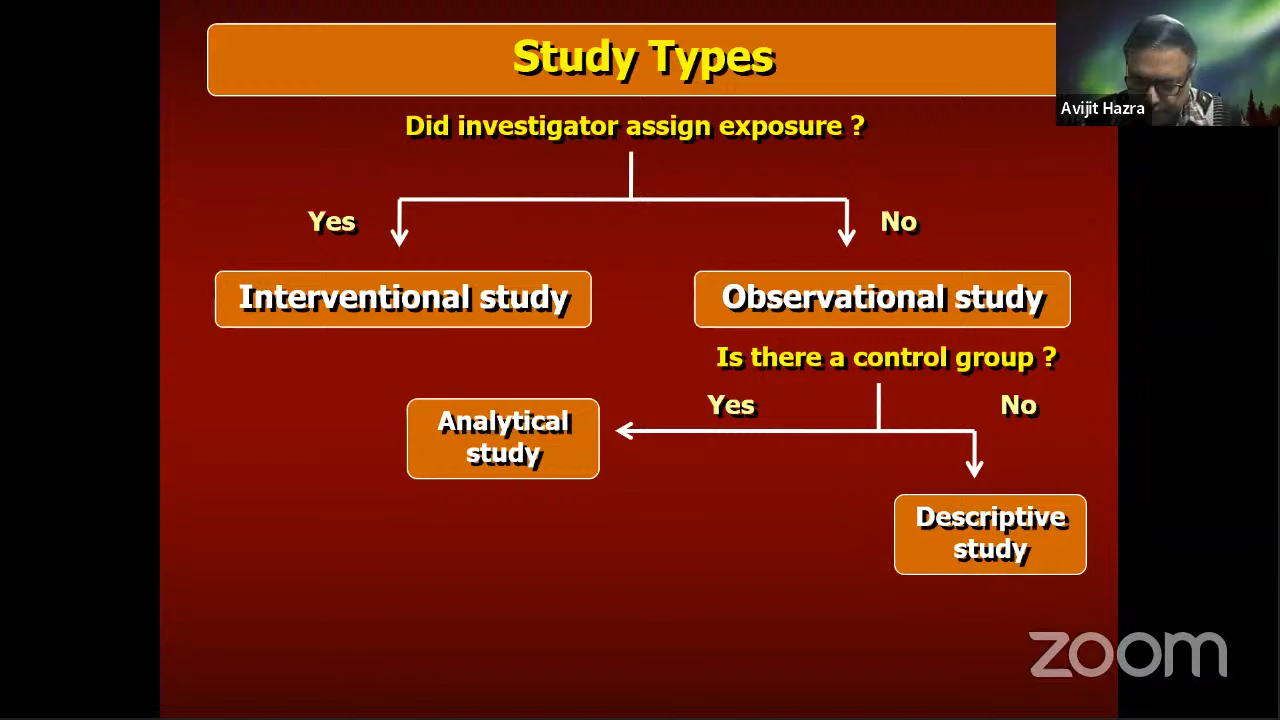 Study Types
Avijit Hazra
Did investigator assign exposure ?
Yes
No
Interventional study
Observational study
Is there a control group ?
Yes
No
Analytical
study
Descriptive
study
zoom